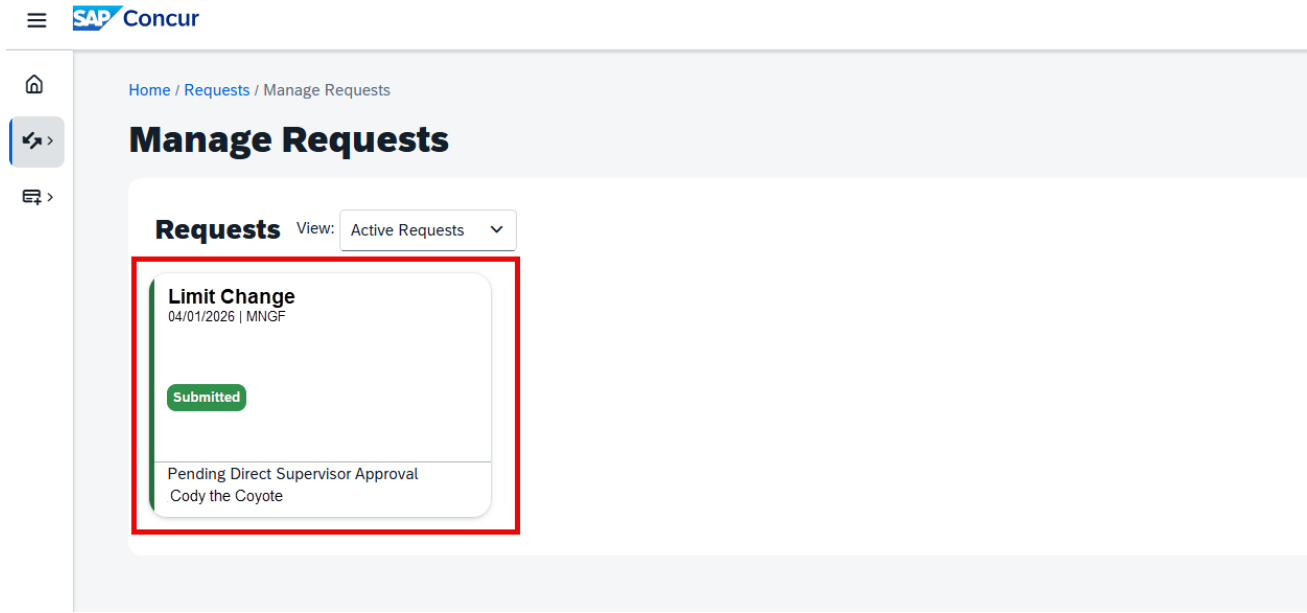 SAP Concur
Home / Requests / Manage Requests
Manage Requests
Requests View: Active Requests
Limit Change
04/01/2026 | MNGF
Submitted
Pending Direct Supervisor Approval
Cody the Coyote